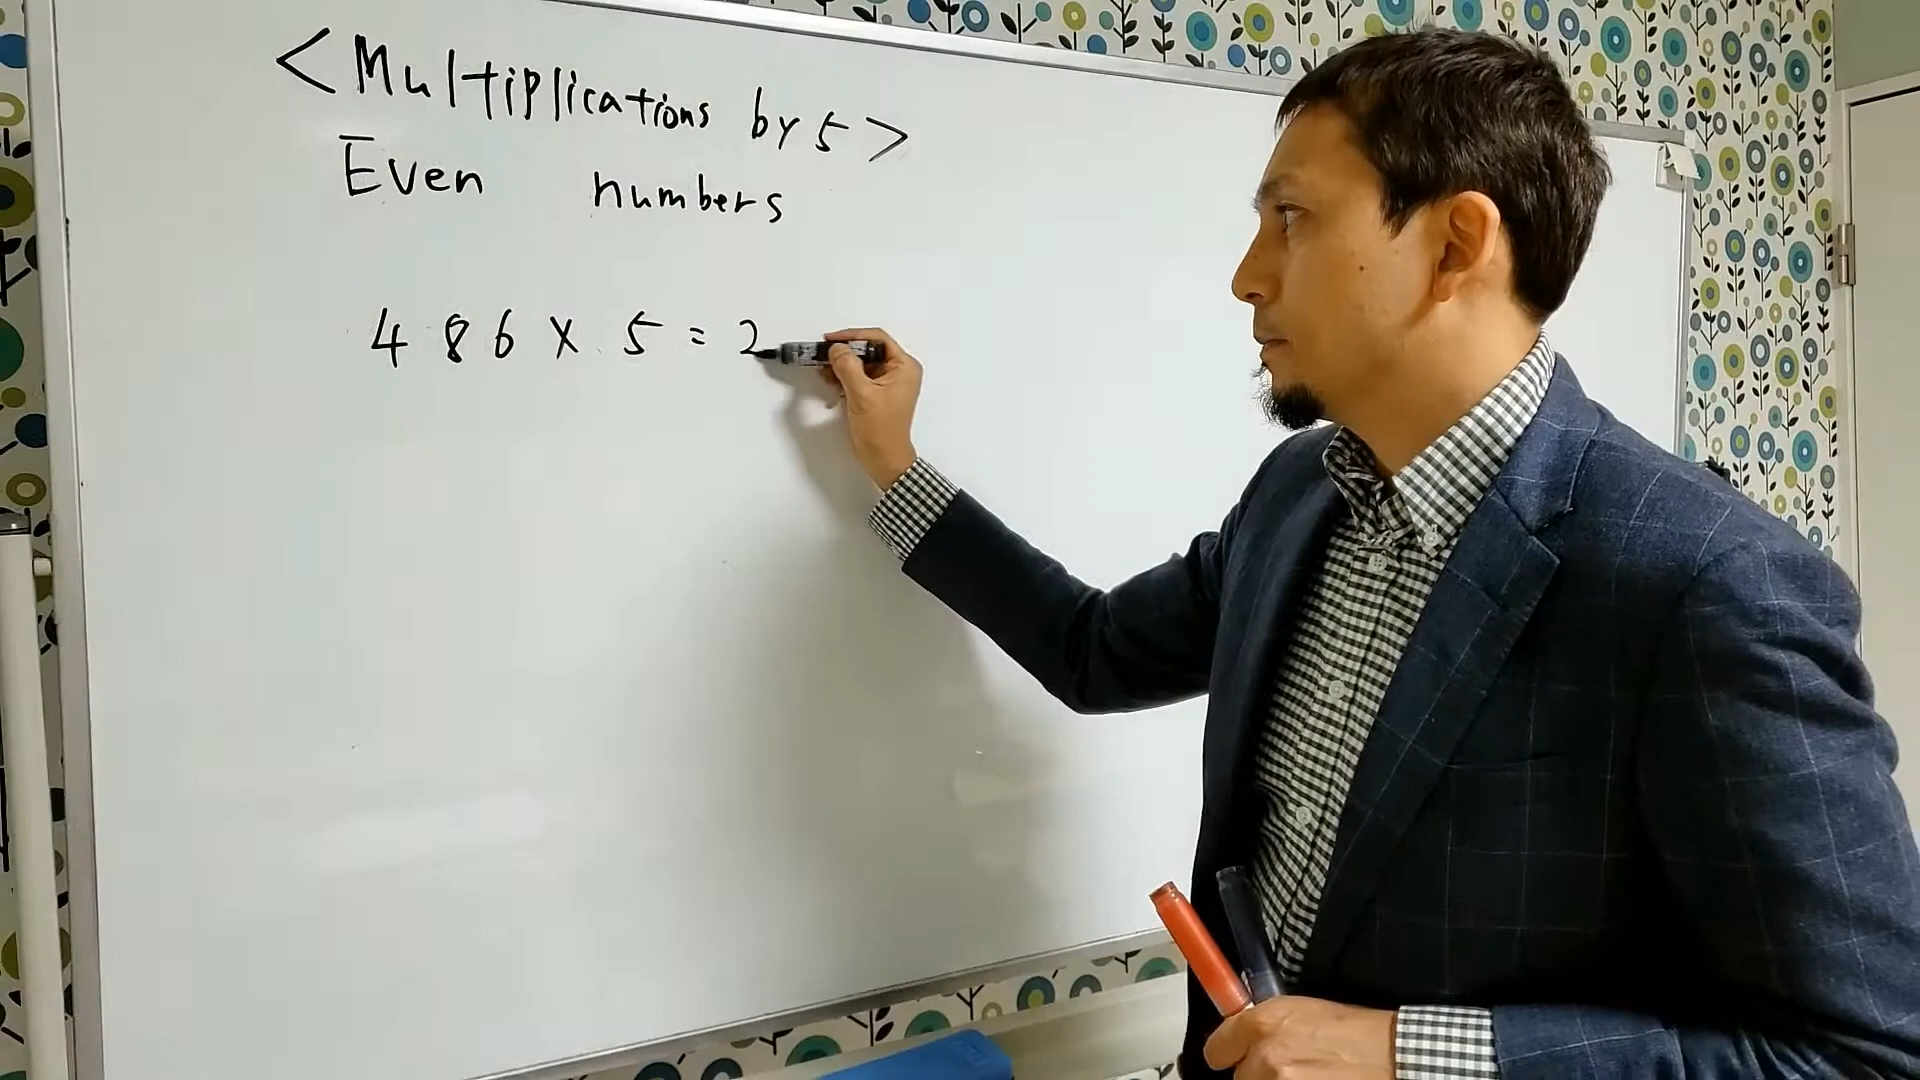 <Multiplications by 5>
Even numbers
486 x 5 = 2